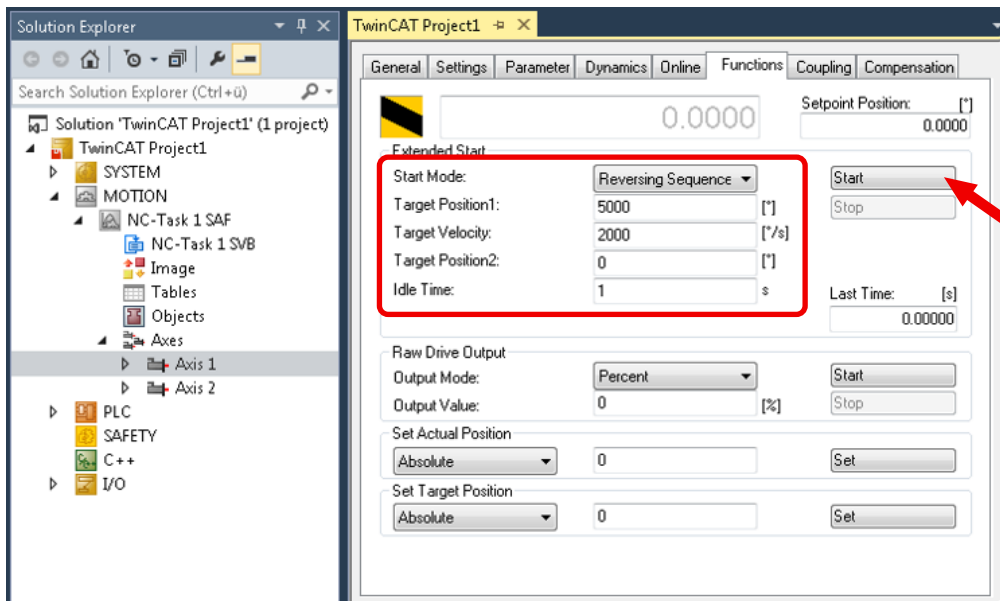 Solution Explorer
Search Solution Explorer (Ctrl+ü)
Solution 'TwinCAT Project1' (1 project)
TwinCAT Project1
SYSTEM
MOTION
NC-Task 1 SAF
NC-Task 1 SVB
Image
Tables
Objects
Axes
Axis 1
Axis 2
PLC
SAFETY
C++
I/O
TwinCAT Project1
General Settings Parameter Dynamics Online Functions Coupling Compensation
0.0000
Setpoint Position: [°]
0.0000
Extended Start
Start Mode: Reversing Sequence Start
Target Position1: 5000 [°] Stop
Target Velocity: 2000 [°/s]
Target Position2: 0 [°]
Idle Time: 1 s
Last Time: [s]
0.00000
Raw Drive Output
Output Mode: Percent Start
Output Value: 0 [%] Stop
Set Actual Position
Absolute 0 Set
Set Target Position
Absolute 0 Set